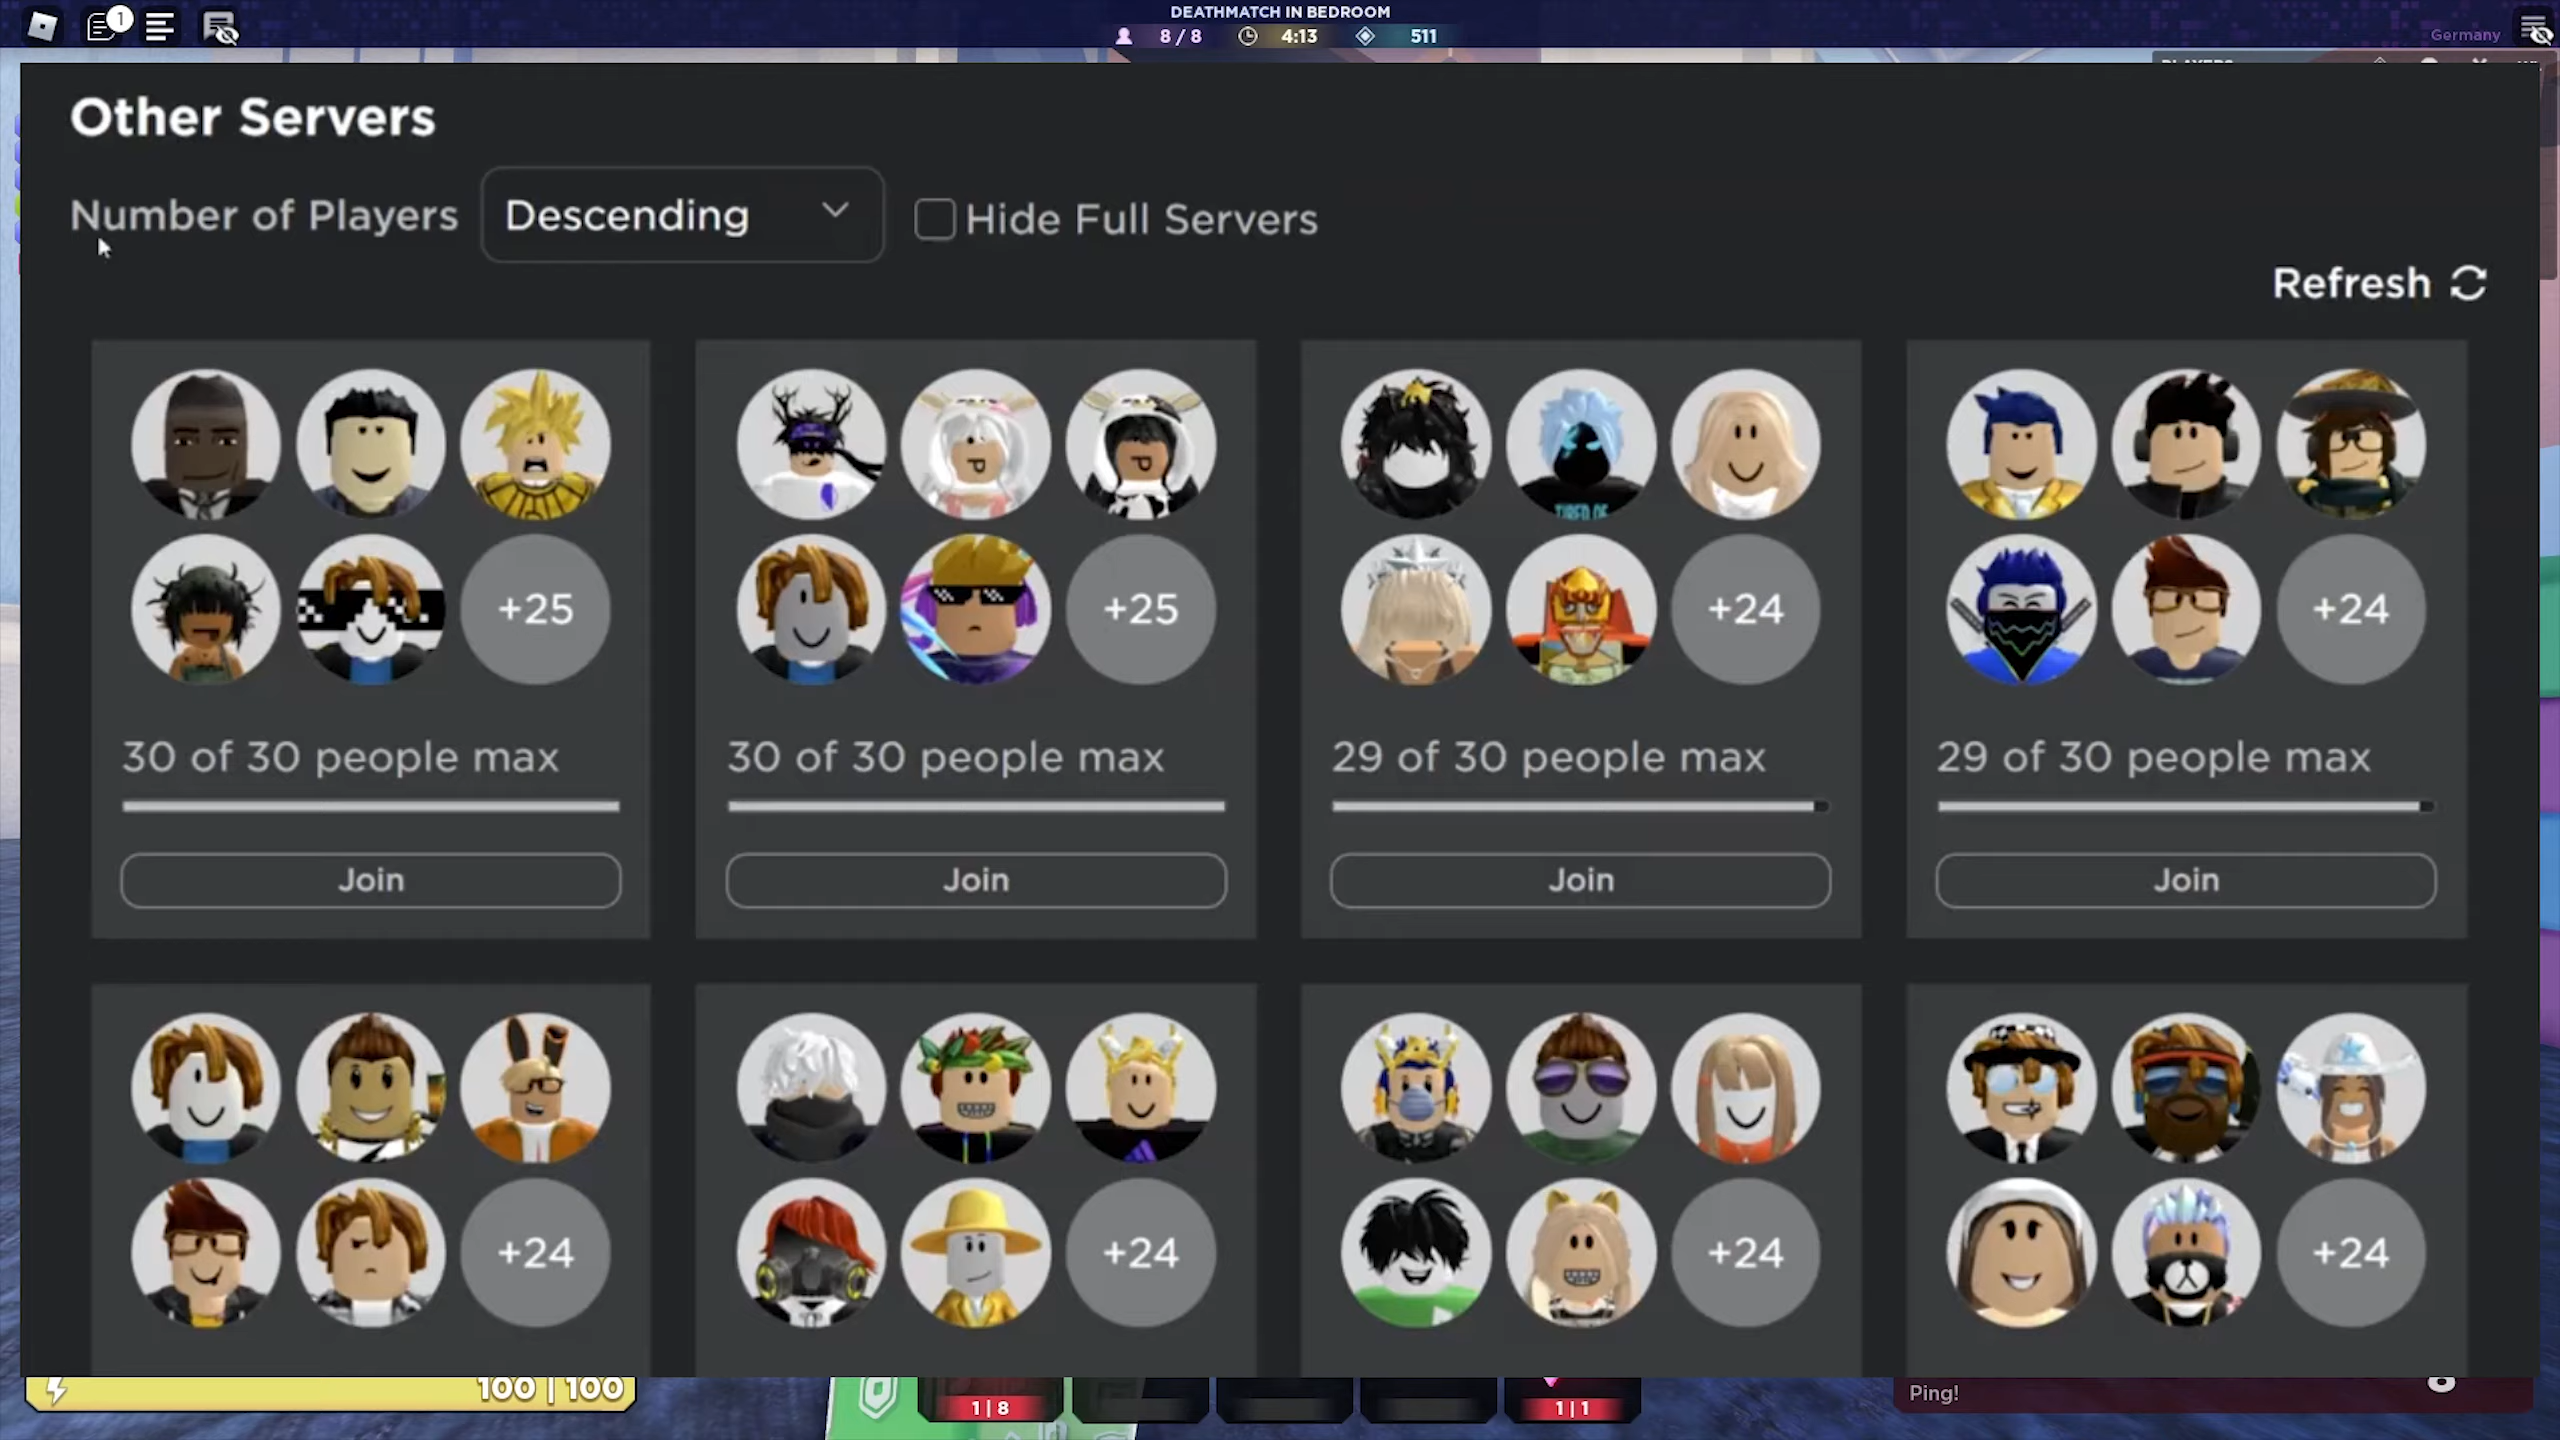 1
DEATHMATCH IN BEDROOM
8 / 8 4:13 511
Germany
Other Servers
Number of Players Descending Hide Full Servers
Refresh
TIRED OF
+25 +25 +24 +24
30 of 30 people max 30 of 30 people max 29 of 30 people max 29 of 30 people max
Join Join Join Join
+24 +24 +24 +24
100 | 100
1 | 8
1 | 1
Ping!